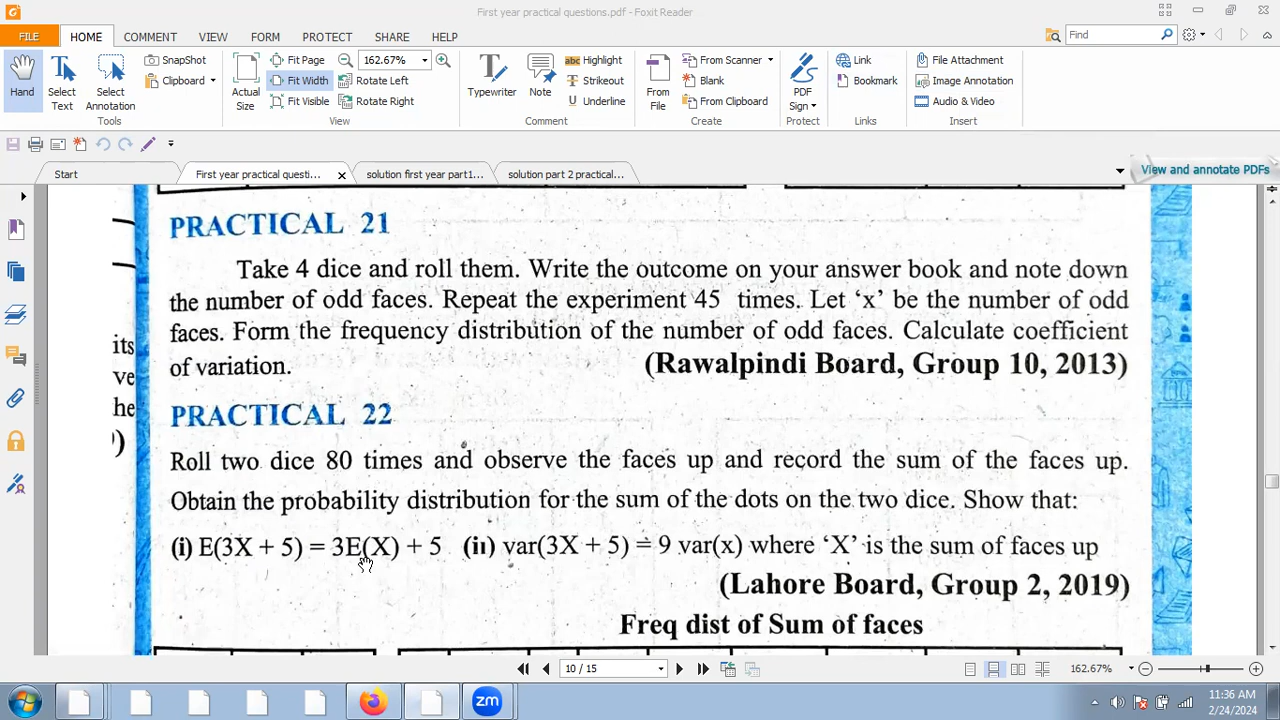 First year practical questions.pdf - Foxit Reader
FILE HOME COMMENT VIEW FORM PROTECT SHARE HELP Find
Hand Select Text Select Annotation SnapShot Clipboard Tools
Actual Size Fit Page Fit Width Fit Visible 162.67% Rotate Left Rotate Right View
Typewriter Note Highlight Strikeout Underline Comment
From File From Scanner Blank From Clipboard Create
PDF Sign Protect
Link Bookmark Links
File Attachment Image Annotation Audio & Video Insert
Start First year practical questi... solution first year part1... solution part 2 practical... View and annotate PDFs
PRACTICAL 21
Take 4 dice and roll them. Write the outcome on your answer book and note down
the number of odd faces. Repeat the experiment 45 times. Let ‘x’ be the number of odd
faces. Form the frequency distribution of the number of odd faces. Calculate coefficient
of variation. (Rawalpindi Board, Group 10, 2013)
its
ve
he
)
PRACTICAL 22
Roll two dice 80 times and observe the faces up and record the sum of the faces up.
Obtain the probability distribution for the sum of the dots on the two dice. Show that:
(i) E(3X + 5) = 3E(X) + 5 (ii) var(3X + 5) = 9 var(x) where ‘X’ is the sum of faces up
(Lahore Board, Group 2, 2019)
Freq dist of Sum of faces
10 / 15 162.67%
zm
11:36 AM
2/24/2024